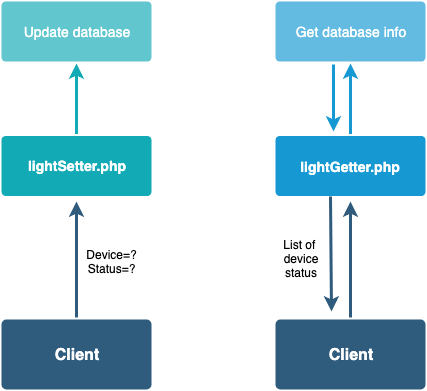 Update database
lightSetter.php
Device=?
Status=?
Client
Get database info
lightGetter.php
List of
device
status
Client